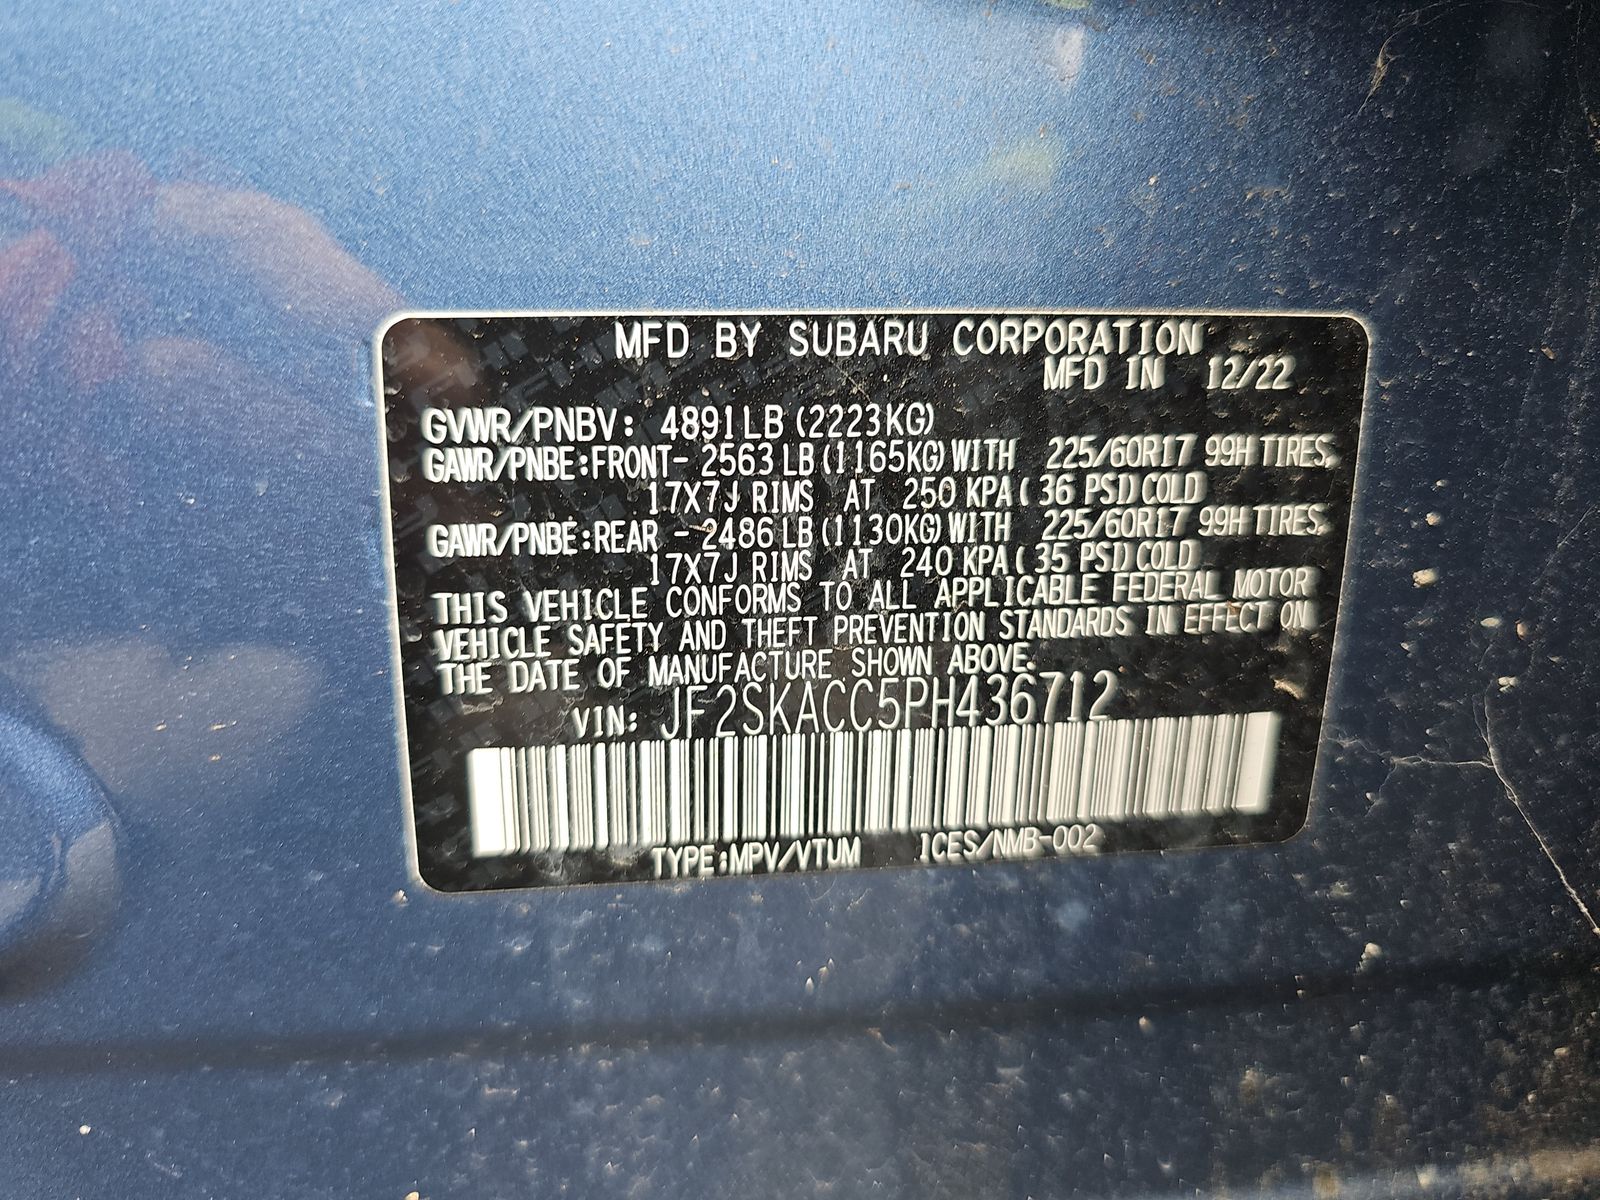 MFD BY SUBARU CORPORATION
MFD IN 12/22
GVWR/PNBV: 4891LB (2223KG)
GAWR/PNBE:FRONT- 2563 LB (1165KG) WITH 225/60R17 99H TIRES,
17X7J RIMS AT 250 KPA ( 36 PSI) COLD
GAWR/PNBE:REAR - 2486 LB (1130KG) WITH 225/60R17 99H TIRES,
17X7J RIMS AT 240 KPA ( 35 PSI) COLD
THIS VEHICLE CONFORMS TO ALL APPLICABLE FEDERAL MOTOR
VEHICLE SAFETY AND THEFT PREVENTION STANDARDS IN EFFECT ON
THE DATE OF MANUFACTURE SHOWN ABOVE.
VIN: JF2SKACC5PH436712
TYPE:MPV/VTUM ICES/NMB-002